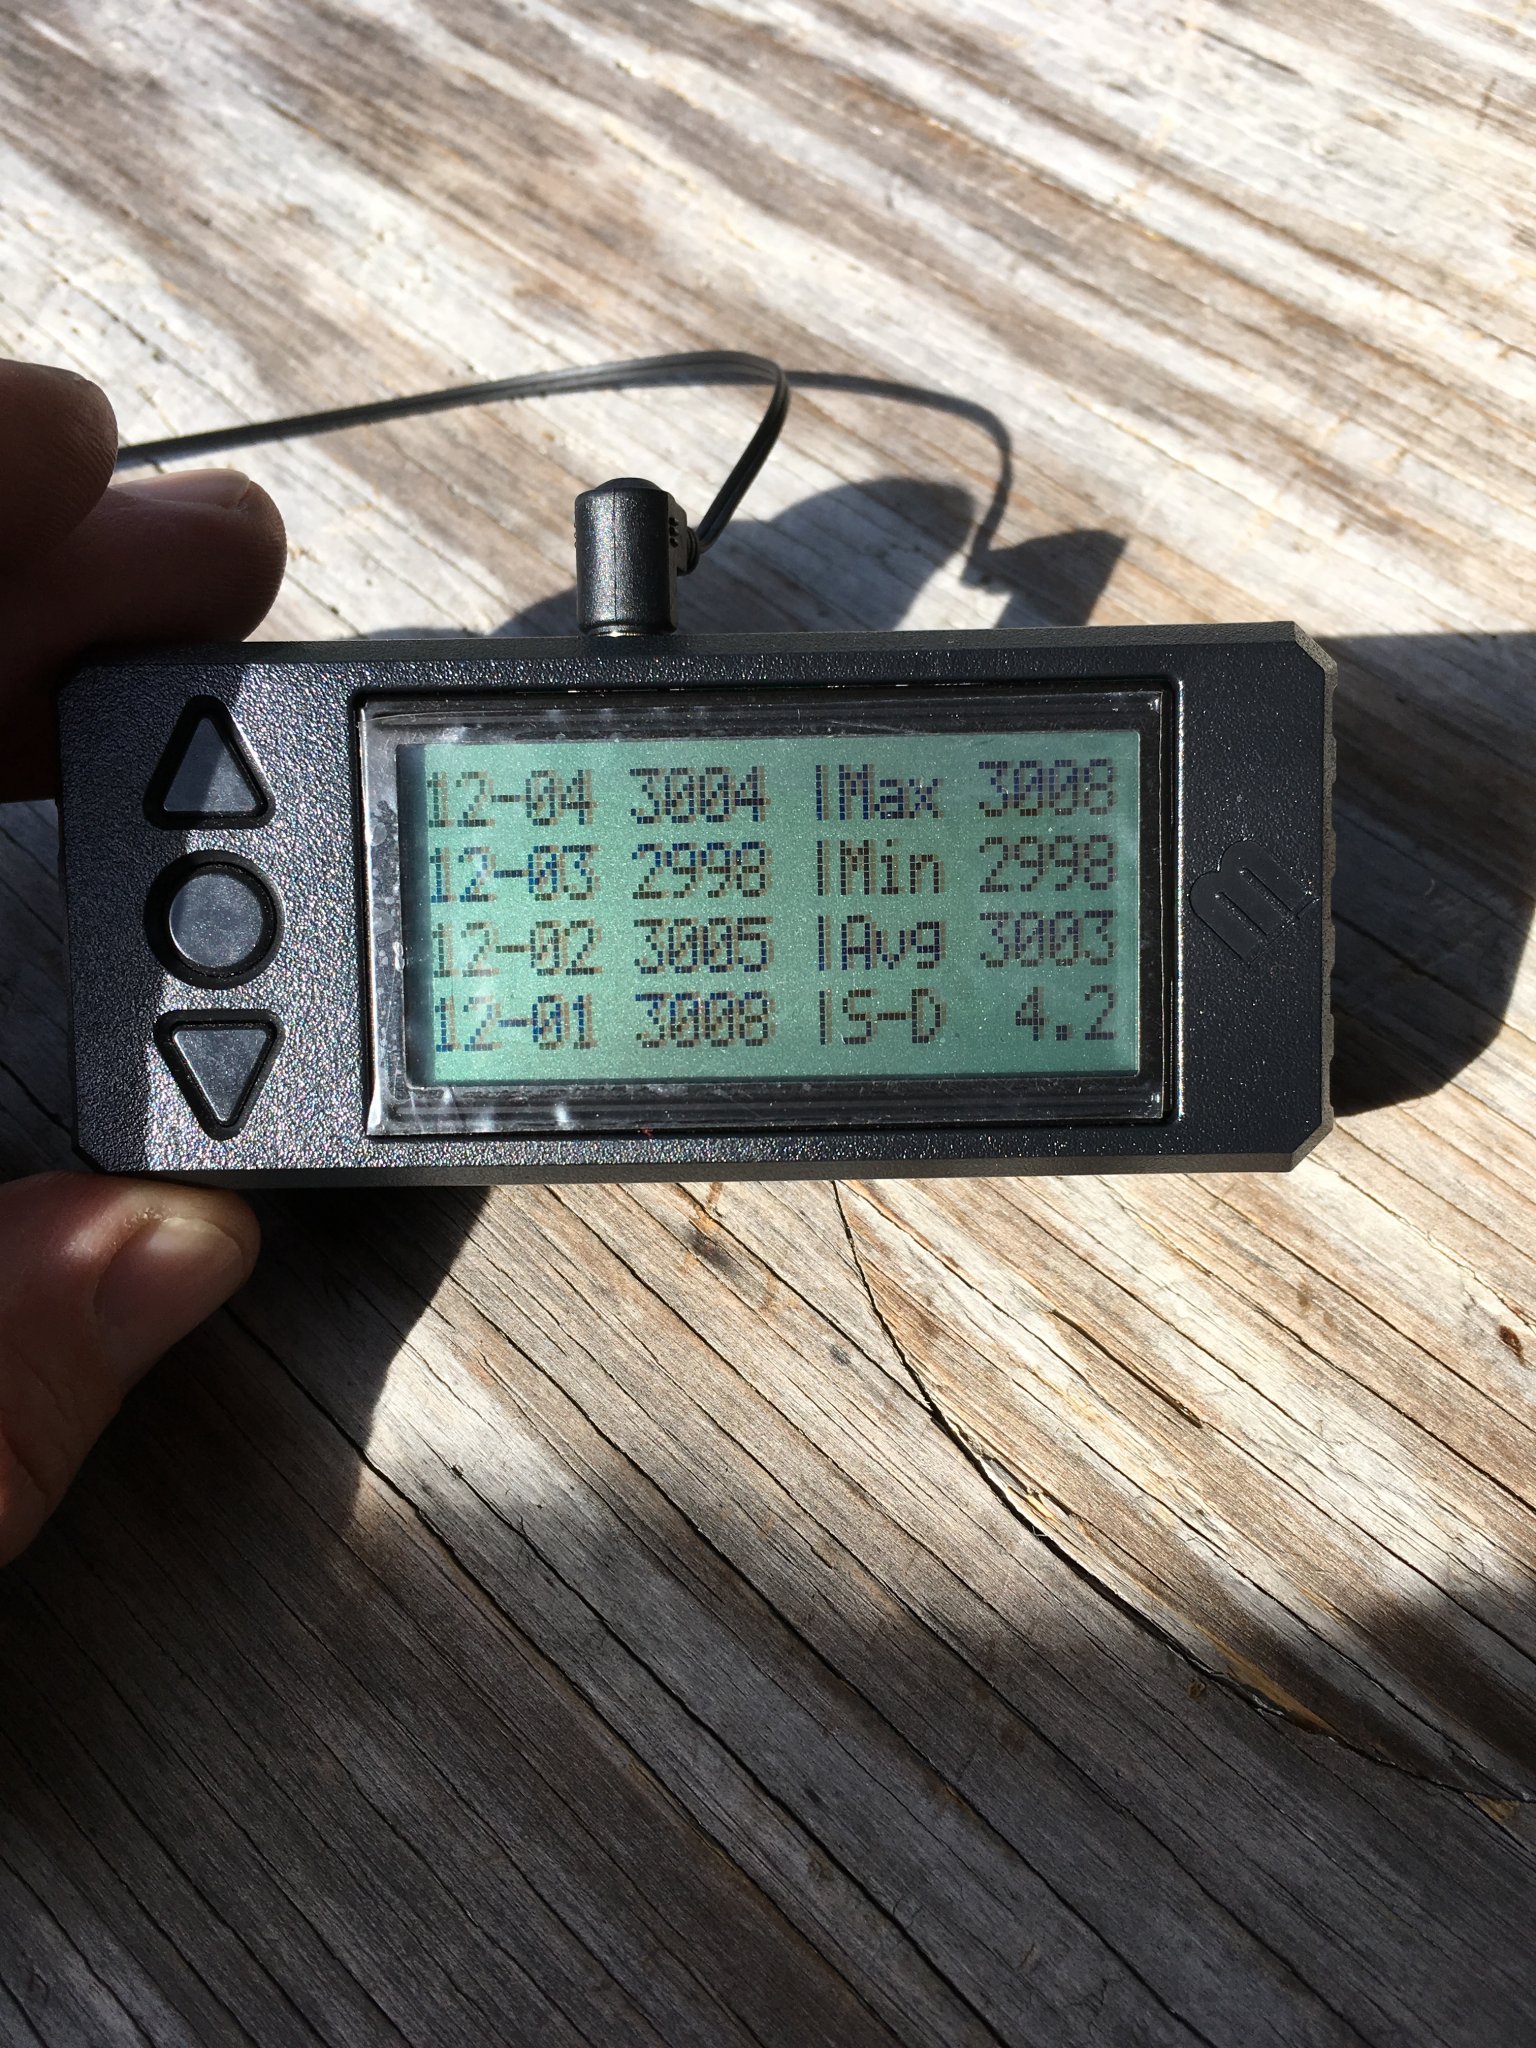 12-04 3004 |Max 3008
12-03 2998 |Min 2998
12-02 3005 |Avg 3003
12-01 3008 |S-D 4.2